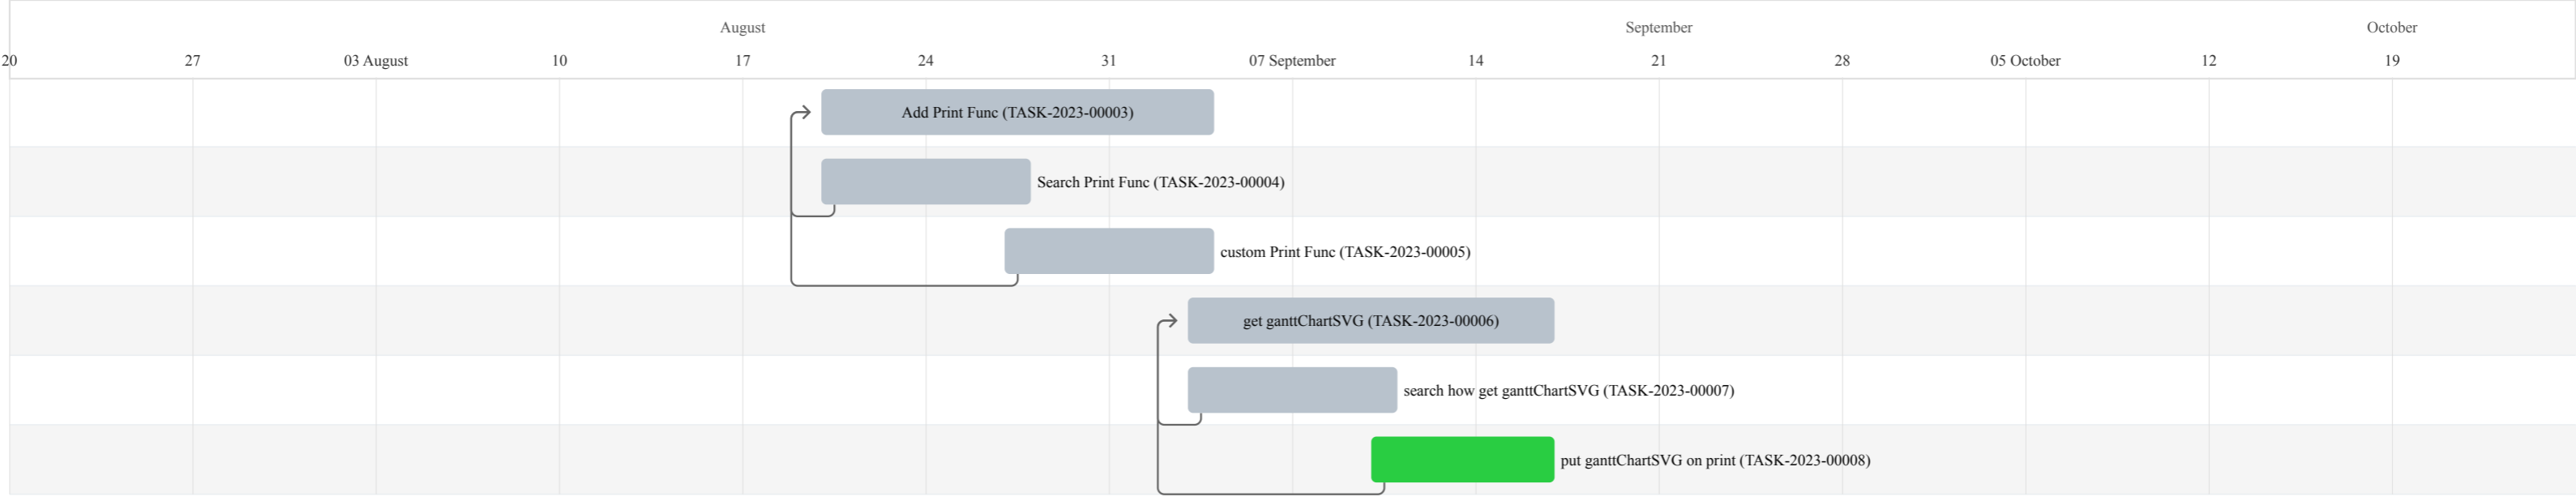 August September October
20 27 03 August 10 17 24 31 07 September 14 21 28 05 October 12 19
Add Print Func (TASK-2023-00003)
Search Print Func (TASK-2023-00004)
custom Print Func (TASK-2023-00005)
get ganttChartSVG (TASK-2023-00006)
search how get ganttChartSVG (TASK-2023-00007)
put ganttChartSVG on print (TASK-2023-00008)